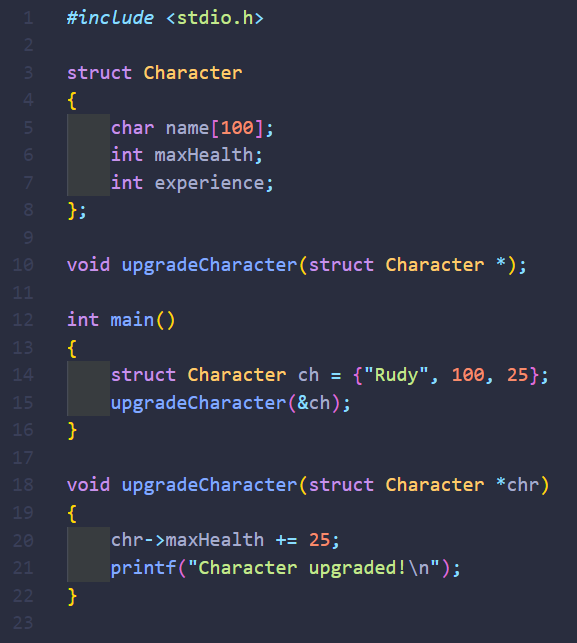 1 #include <stdio.h>
2
3 struct Character
4 {
5     char name[100];
6     int maxHealth;
7     int experience;
8 };
9
10 void upgradeCharacter(struct Character *);
11
12 int main()
13 {
14     struct Character ch = {"Rudy", 100, 25};
15     upgradeCharacter(&ch);
16 }
17
18 void upgradeCharacter(struct Character *chr)
19 {
20     chr->maxHealth += 25;
21     printf("Character upgraded!\n");
22 }
23